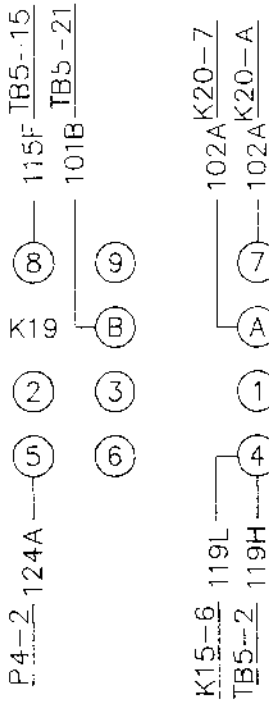 TB5-15
115F
TB5-21
101B
K20-7
102A
K20-A
102A
8
9
7
K19
B
A
2
3
1
5
6
4
P4-2
124A
K15-6
119L
TB5-2
119H